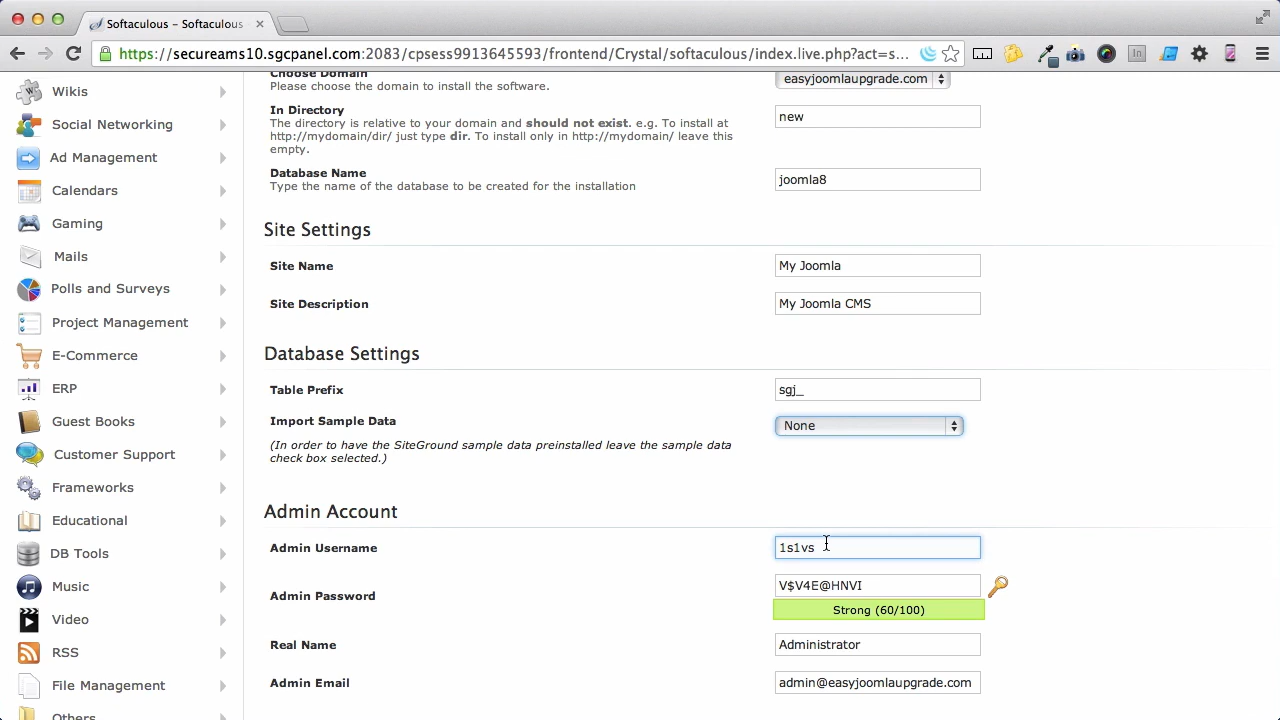 Softaculous – Softaculous
https://secureams10.sgcpanel.com:2083/cpsess9913645593/frontend/Crystal/softaculous/index.live.php?act=s...
Wikis
Social Networking
Ad Management
Calendars
Gaming
Mails
Polls and Surveys
Project Management
E-Commerce
ERP
Guest Books
Customer Support
Frameworks
Educational
DB Tools
Music
Video
RSS
File Management
Others
Choose Domain
Please choose the domain to install the software.
easyjoomlaupgrade.com
In Directory
The directory is relative to your domain and should not exist. e.g. To install at
http://mydomain/dir/ just type dir. To install only in http://mydomain/ leave this
empty.
new
Database Name
Type the name of the database to be created for the installation
joomla8
Site Settings
Site Name
My Joomla
Site Description
My Joomla CMS
Database Settings
Table Prefix
sgj_
Import Sample Data
None
(In order to have the SiteGround sample data preinstalled leave the sample data
check box selected.)
Admin Account
Admin Username
1s1vs
Admin Password
V$V4E@HNVI
Strong (60/100)
Real Name
Administrator
Admin Email
admin@easyjoomlaupgrade.com